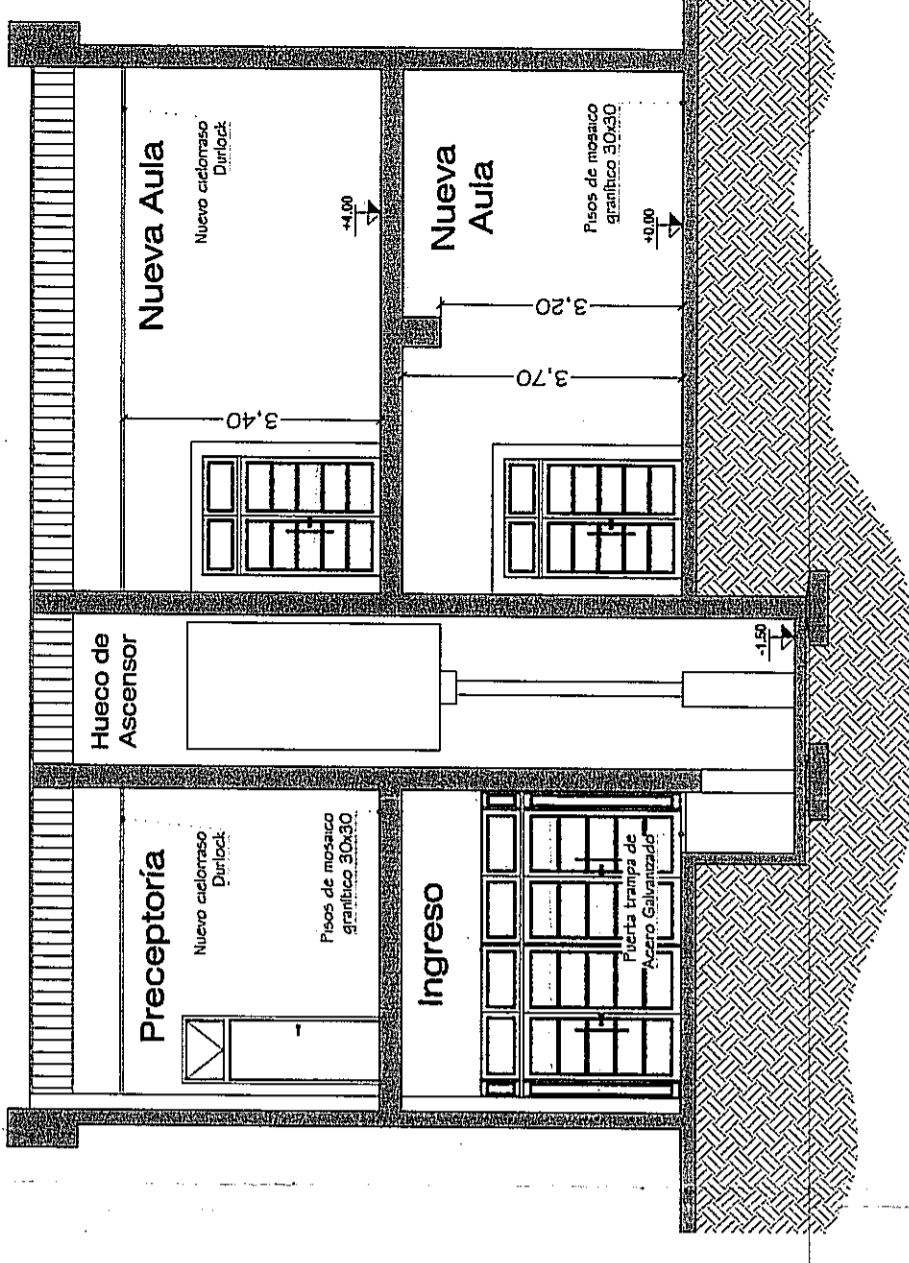 Preceptoría
Nuevo cielorraso
Durlock
Pisos de mosaico
granítico 30x30
Hueco de
Ascensor
Nueva Aula
Nuevo cielorraso
Durlock
3,40
+4.00
Ingreso
Puerta trampa de
Acero Galvanizado
Nueva
Aula
3,70
3,20
Pisos de mosaico
granítico 30x30
+0.00
-1.50